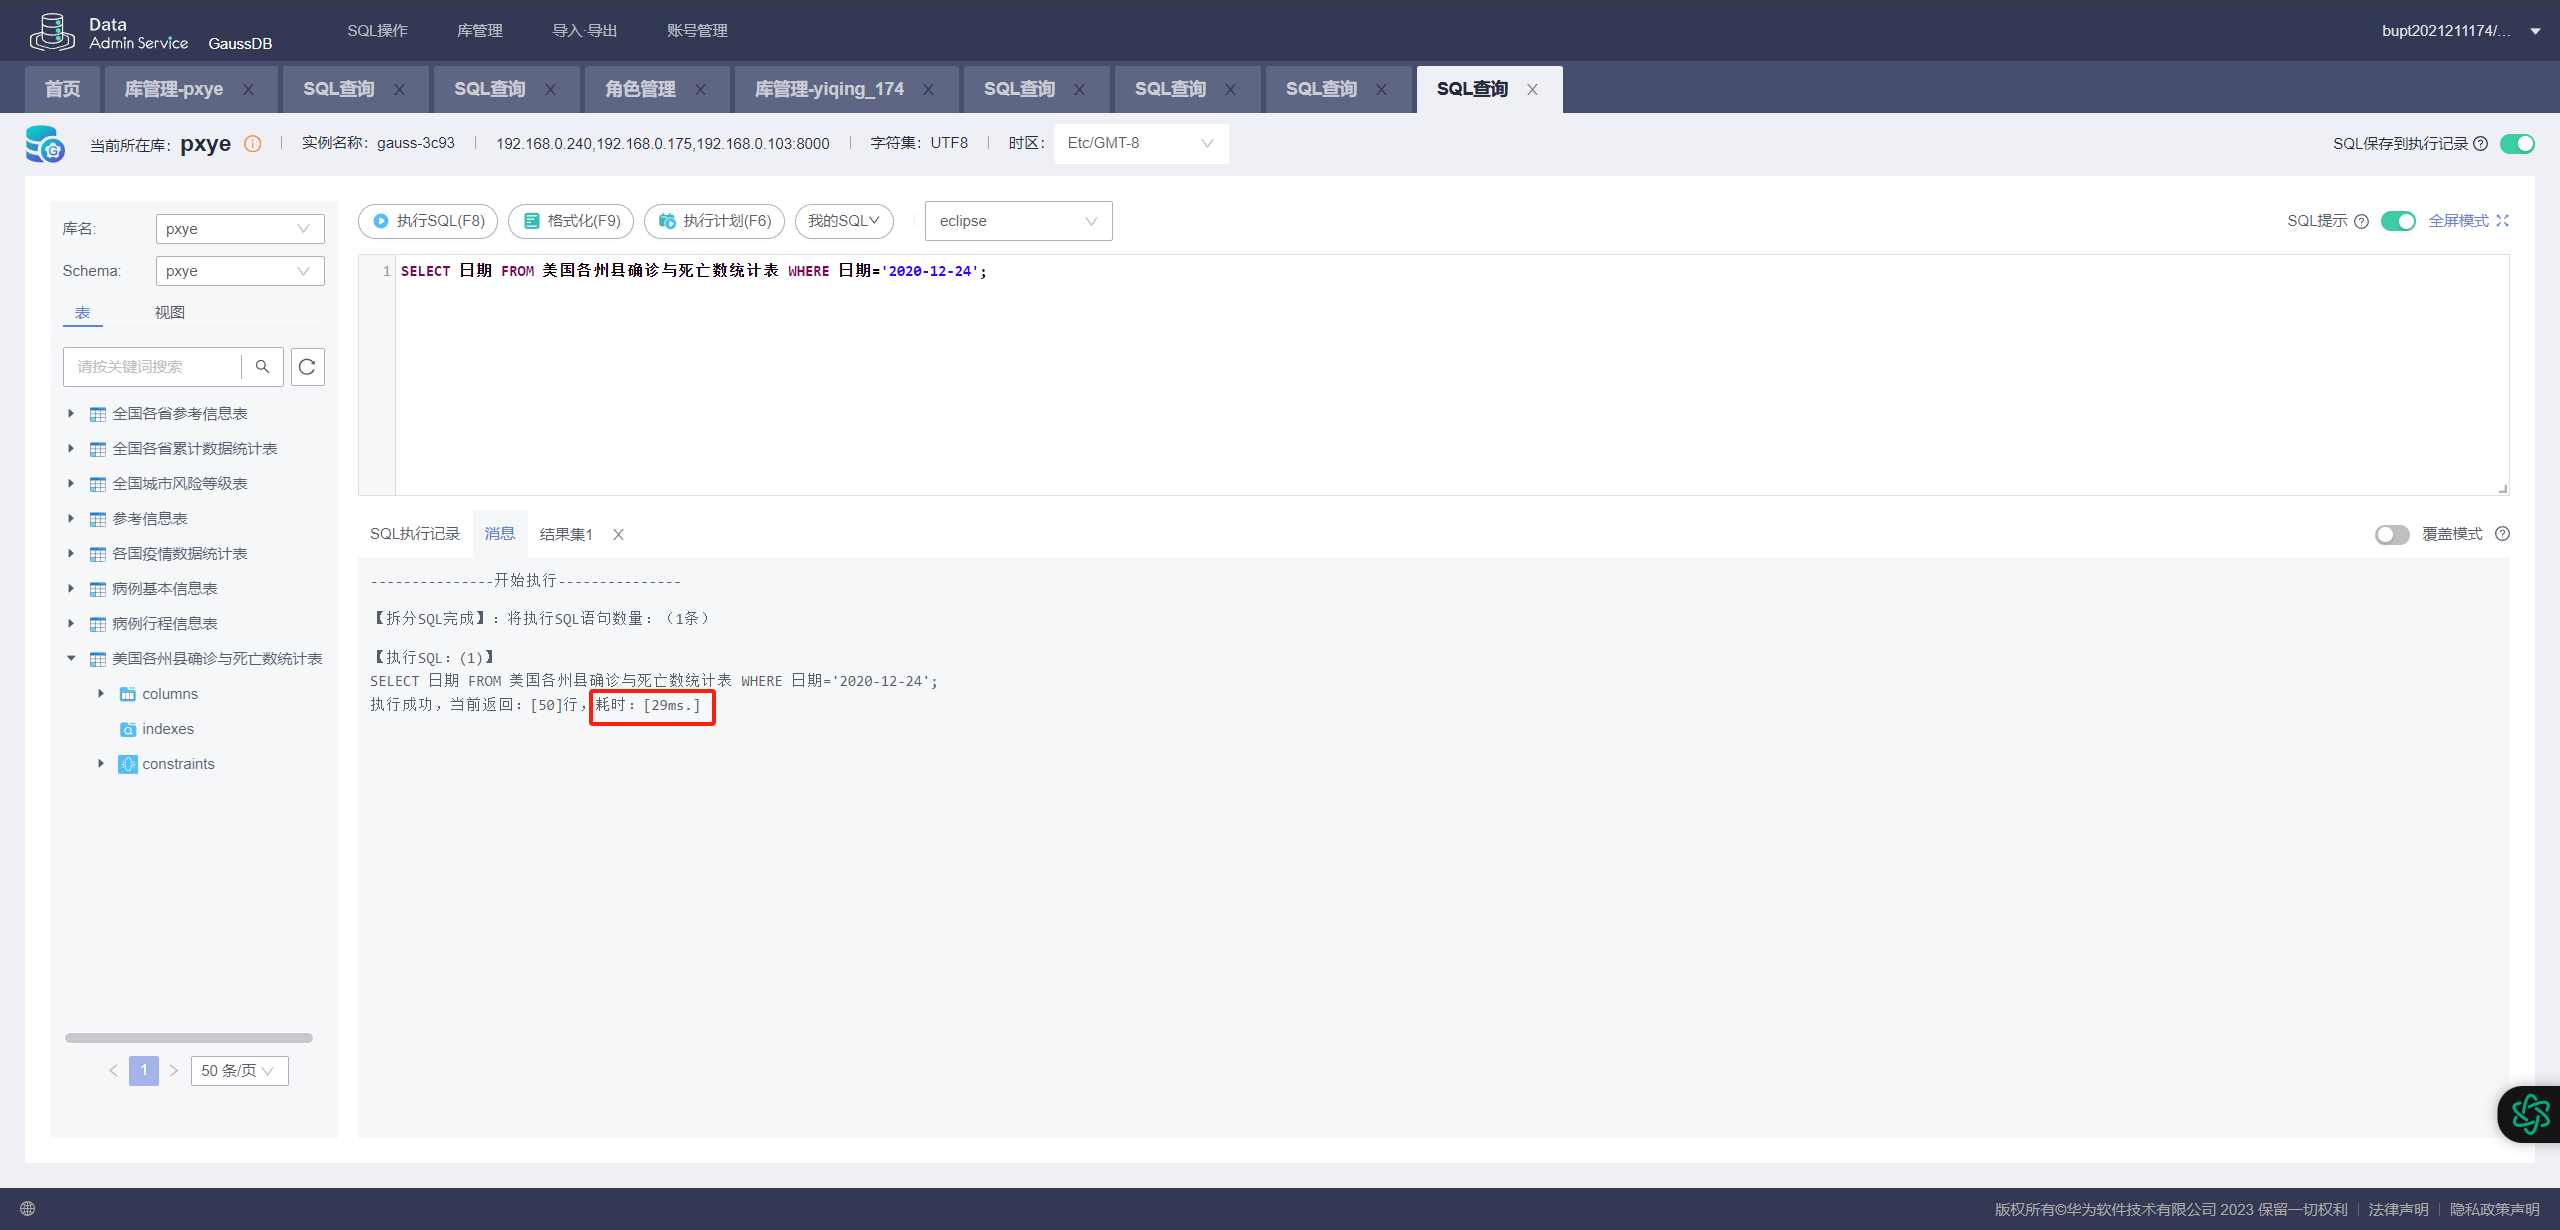 Data
Admin Service GaussDB
SQL操作 库管理 导入·导出 账号管理
bupt2021211174/...
首页 库管理-pxye SQL查询 SQL查询 角色管理 库管理-yiqing_174 SQL查询 SQL查询 SQL查询 SQL查询
当前所在库: pxye 实例名称: gauss-3c93 192.168.0.240,192.168.0.175,192.168.0.103:8000 字符集: UTF8 时区: Etc/GMT-8
SQL保存到执行记录
库名: pxye
Schema: pxye
表 视图
请按关键词搜索
全国各省参考信息表
全国各省累计数据统计表
全国城市风险等级表
参考信息表
各国疫情数据统计表
病例基本信息表
病例行程信息表
美国各州县确诊与死亡数统计表
columns
indexes
constraints
1 50 条/页
执行SQL(F8) 格式化(F9) 执行计划(F6) 我的SQL eclipse
SQL提示 全屏模式
1 SELECT 日期 FROM 美国各州县确诊与死亡数统计表 WHERE 日期='2020-12-24';
SQL执行记录 消息 结果集1
覆盖模式
---------------开始执行---------------
【拆分SQL完成】：将执行SQL语句数量：（1条）
【执行SQL：(1)】
SELECT 日期 FROM 美国各州县确诊与死亡数统计表 WHERE 日期='2020-12-24';
执行成功，当前返回：[50]行，耗时：[29ms.]
版权所有©华为软件技术有限公司 2023 保留一切权利 法律声明 隐私政策声明